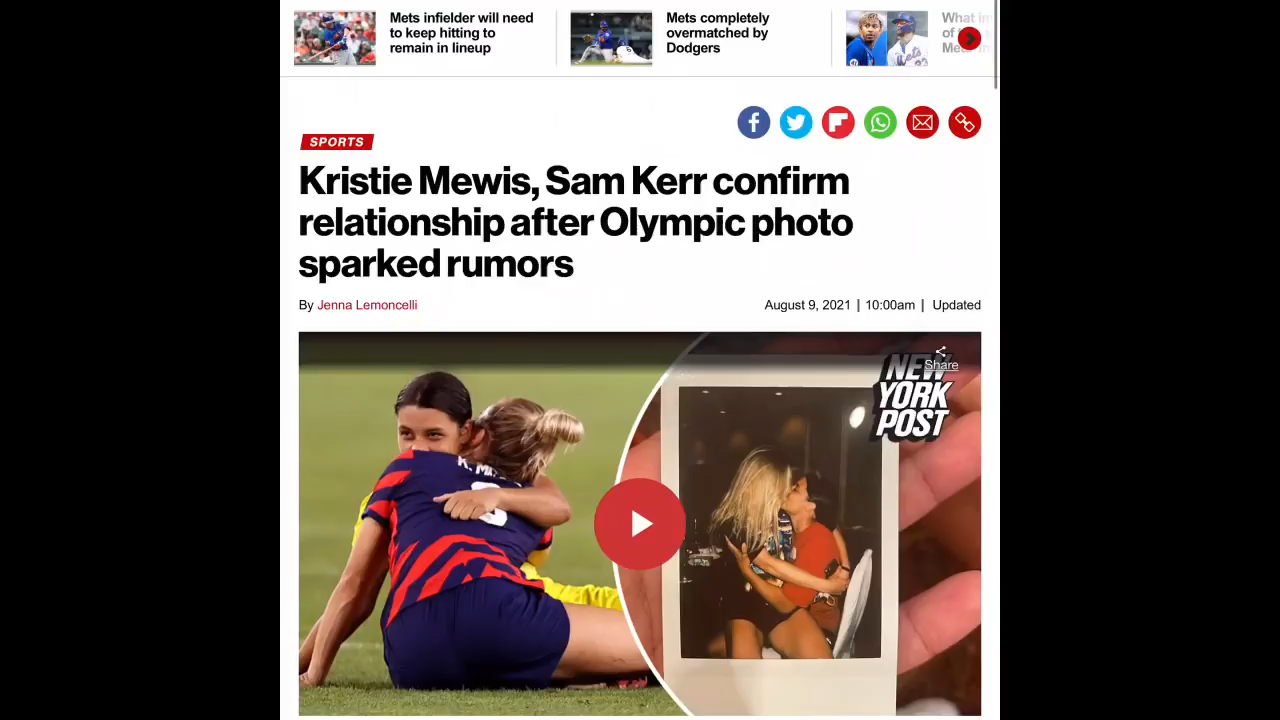 Mets infielder will need
to keep hitting to
remain in lineup
Mets completely
overmatched by
Dodgers
SPORTS
Kristie Mewis, Sam Kerr confirm
relationship after Olympic photo
sparked rumors
By Jenna Lemoncelli
August 9, 2021 | 10:00am | Updated
Share
NEW
YORK
POST